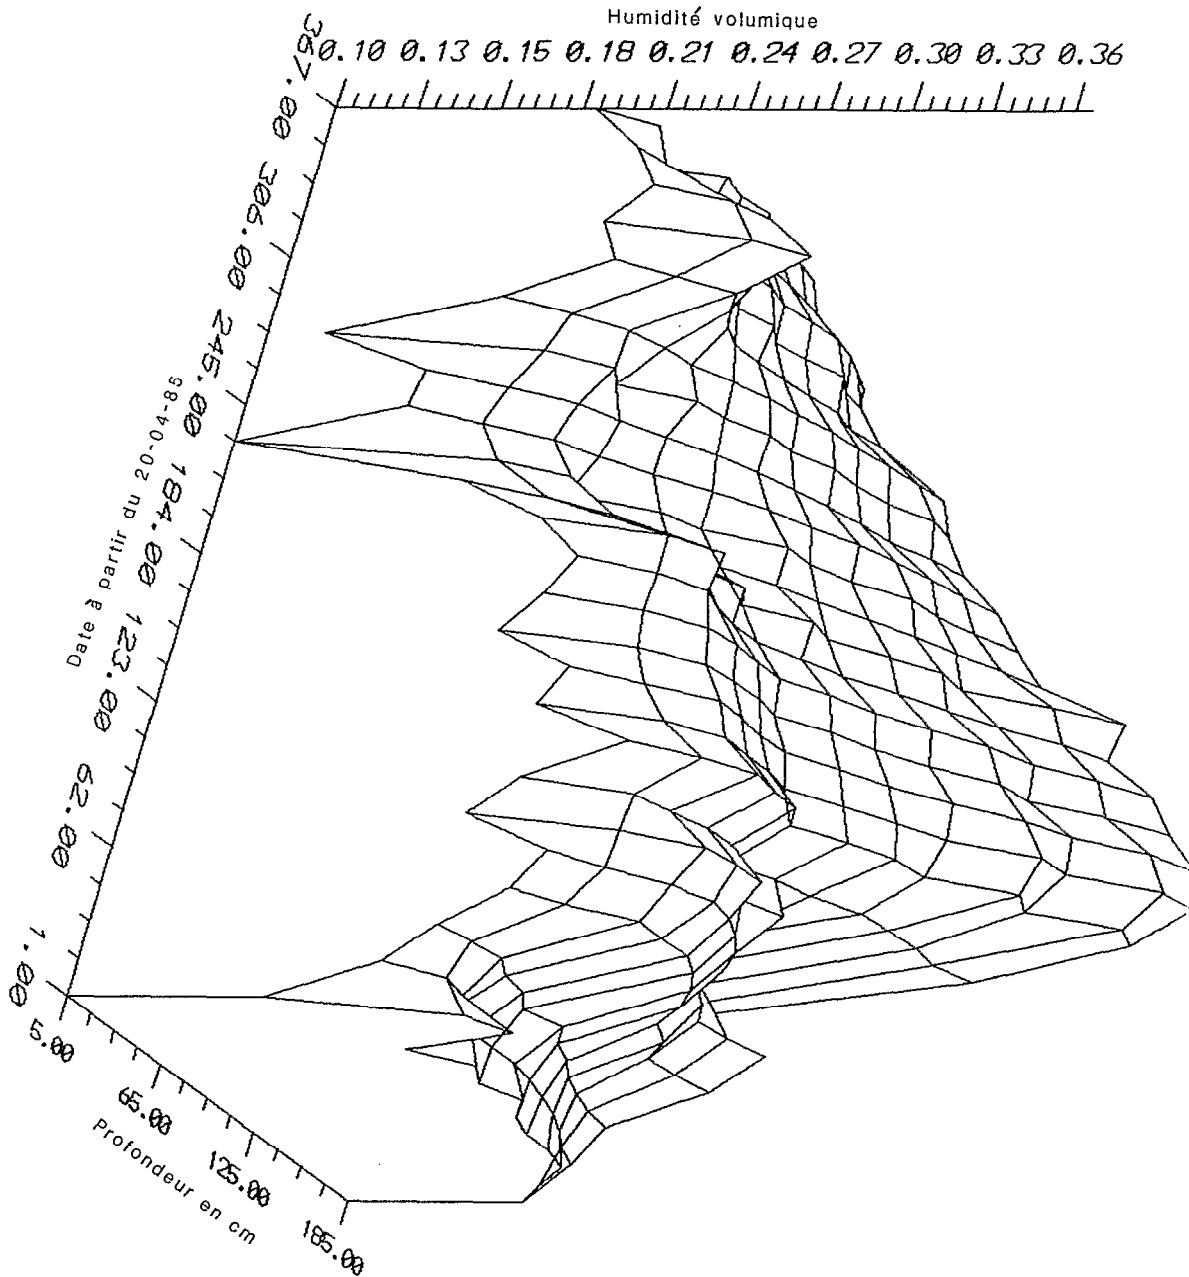 Humidité volumique
0.10 0.13 0.15 0.18 0.21 0.24 0.27 0.30 0.33 0.36
367.00 306.00 245.00 184.00 123.00 62.00 1.00
Date à partir du 20-04-86
5.00 65.00 125.00 185.00
Profondeur en cm